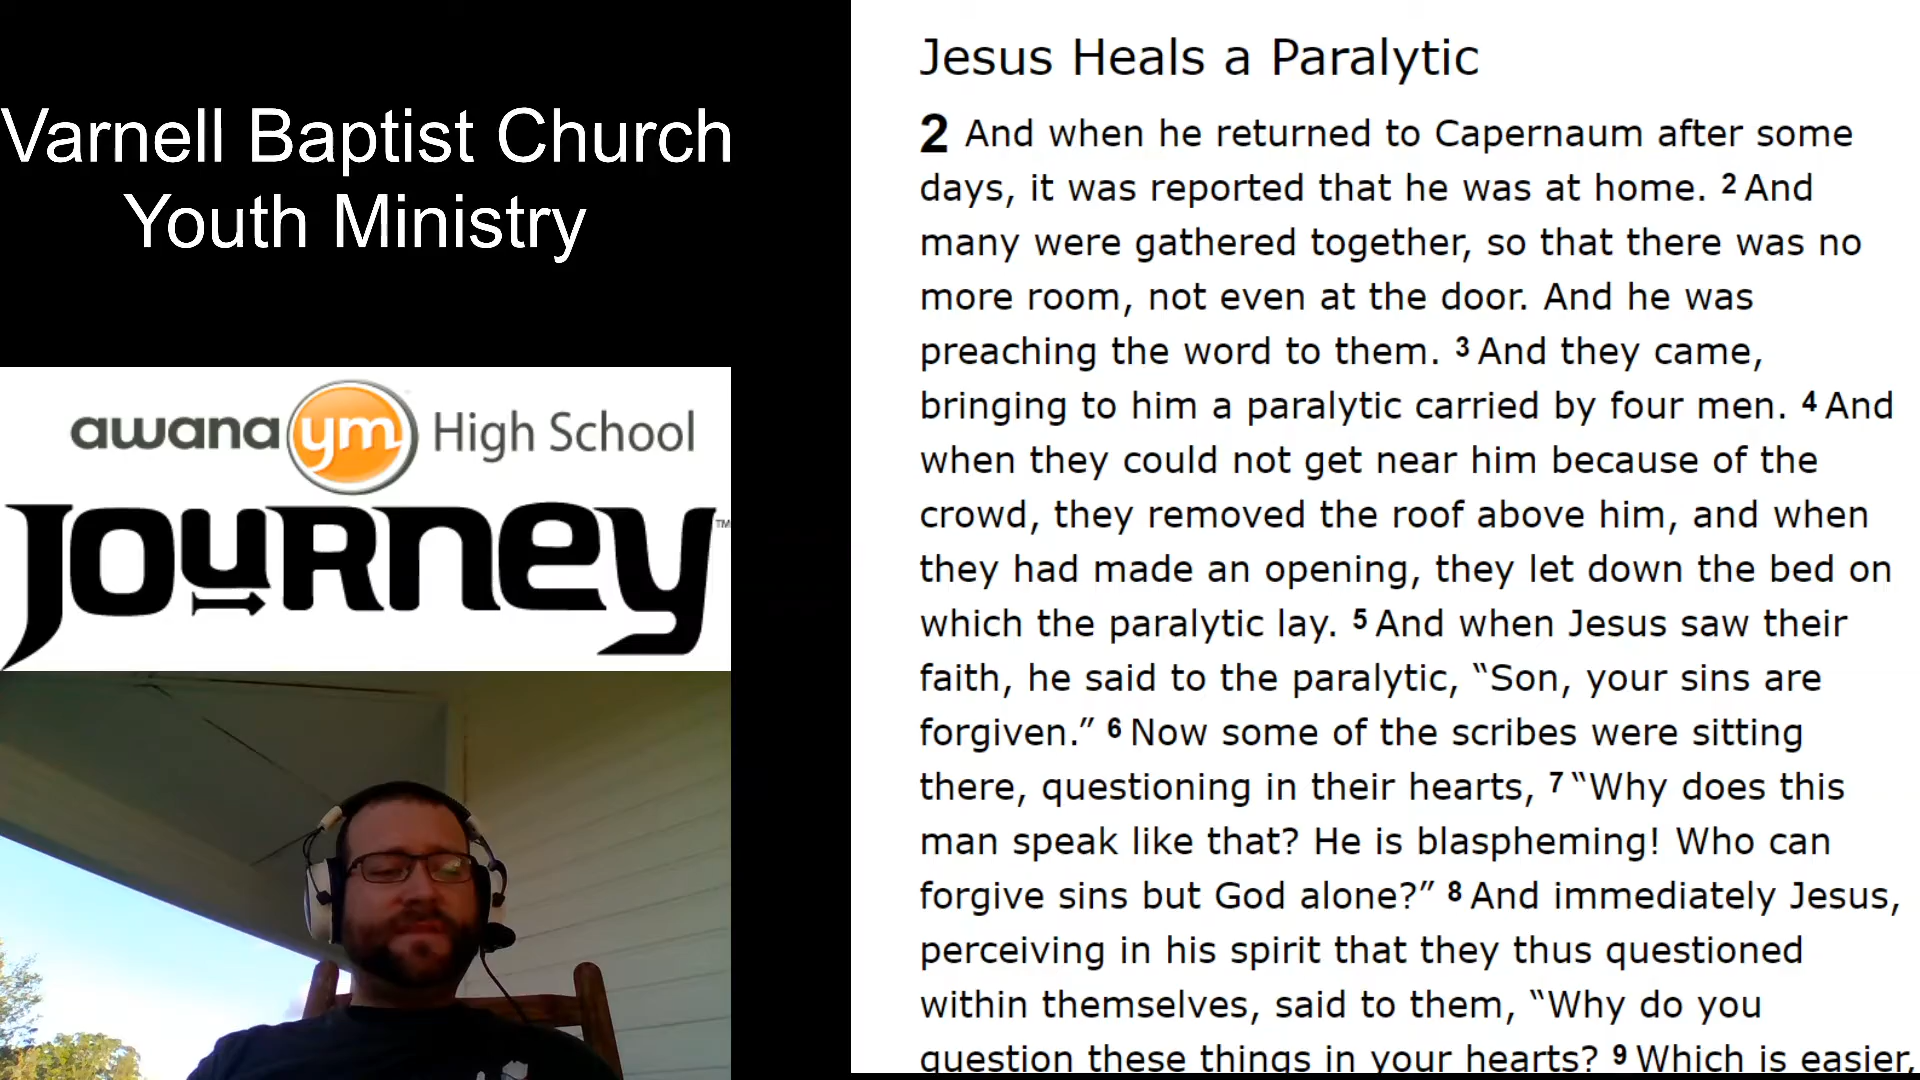 Varnell Baptist Church
Youth Ministry
awana ym High School
JOURNEY™
Jesus Heals a Paralytic
2 And when he returned to Capernaum after some
days, it was reported that he was at home. 2 And
many were gathered together, so that there was no
more room, not even at the door. And he was
preaching the word to them. 3 And they came,
bringing to him a paralytic carried by four men. 4 And
when they could not get near him because of the
crowd, they removed the roof above him, and when
they had made an opening, they let down the bed on
which the paralytic lay. 5 And when Jesus saw their
faith, he said to the paralytic, “Son, your sins are
forgiven.” 6 Now some of the scribes were sitting
there, questioning in their hearts, 7 “Why does this
man speak like that? He is blaspheming! Who can
forgive sins but God alone?” 8 And immediately Jesus,
perceiving in his spirit that they thus questioned
within themselves, said to them, “Why do you
question these things in your hearts? 9 Which is easier,